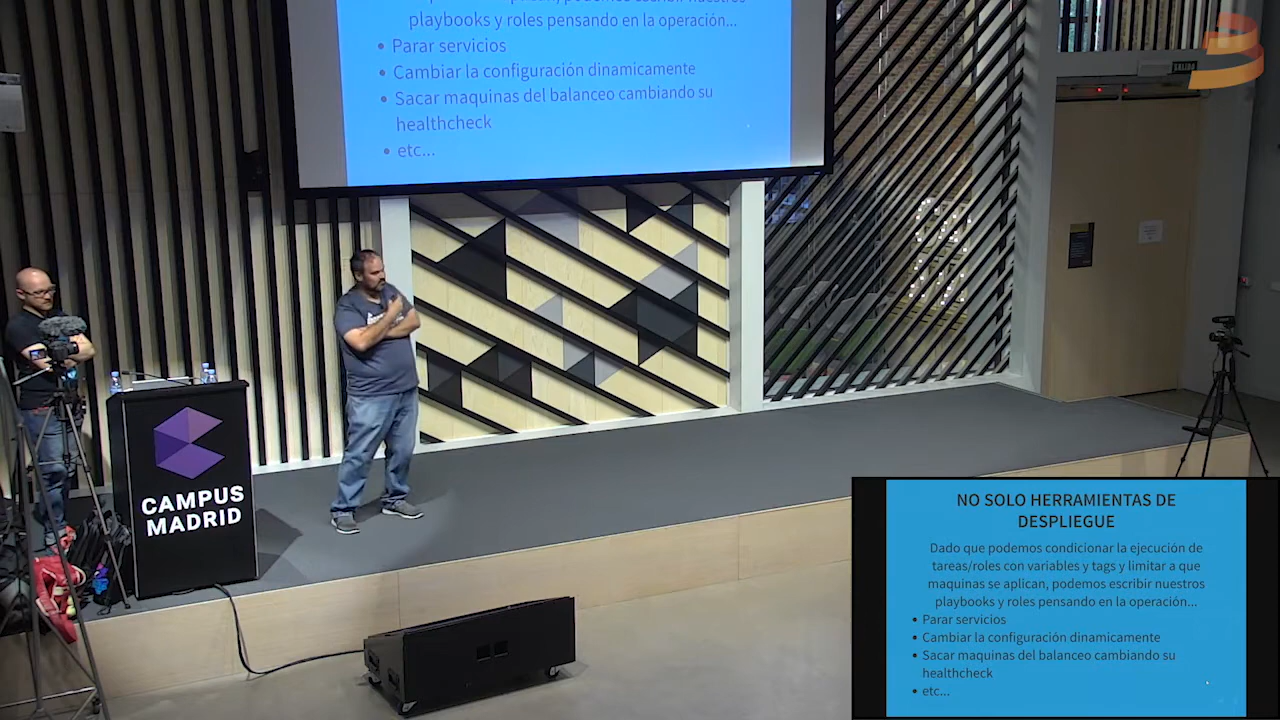 playbooks y roles pensando en la operación...
• Parar servicios
• Cambiar la configuración dinamicamente
• Sacar maquinas del balanceo cambiando su
healthcheck
• etc...
SALIDA
CAMPUS
MADRID
NO SOLO HERRAMIENTAS DE
DESPLIEGUE
Dado que podemos condicionar la ejecución de
tareas/roles con variables y tags y limitar a que
maquinas se aplican, podemos escribir nuestros
playbooks y roles pensando en la operación...
• Parar servicios
• Cambiar la configuración dinamicamente
• Sacar maquinas del balanceo cambiando su
healthcheck
• etc...